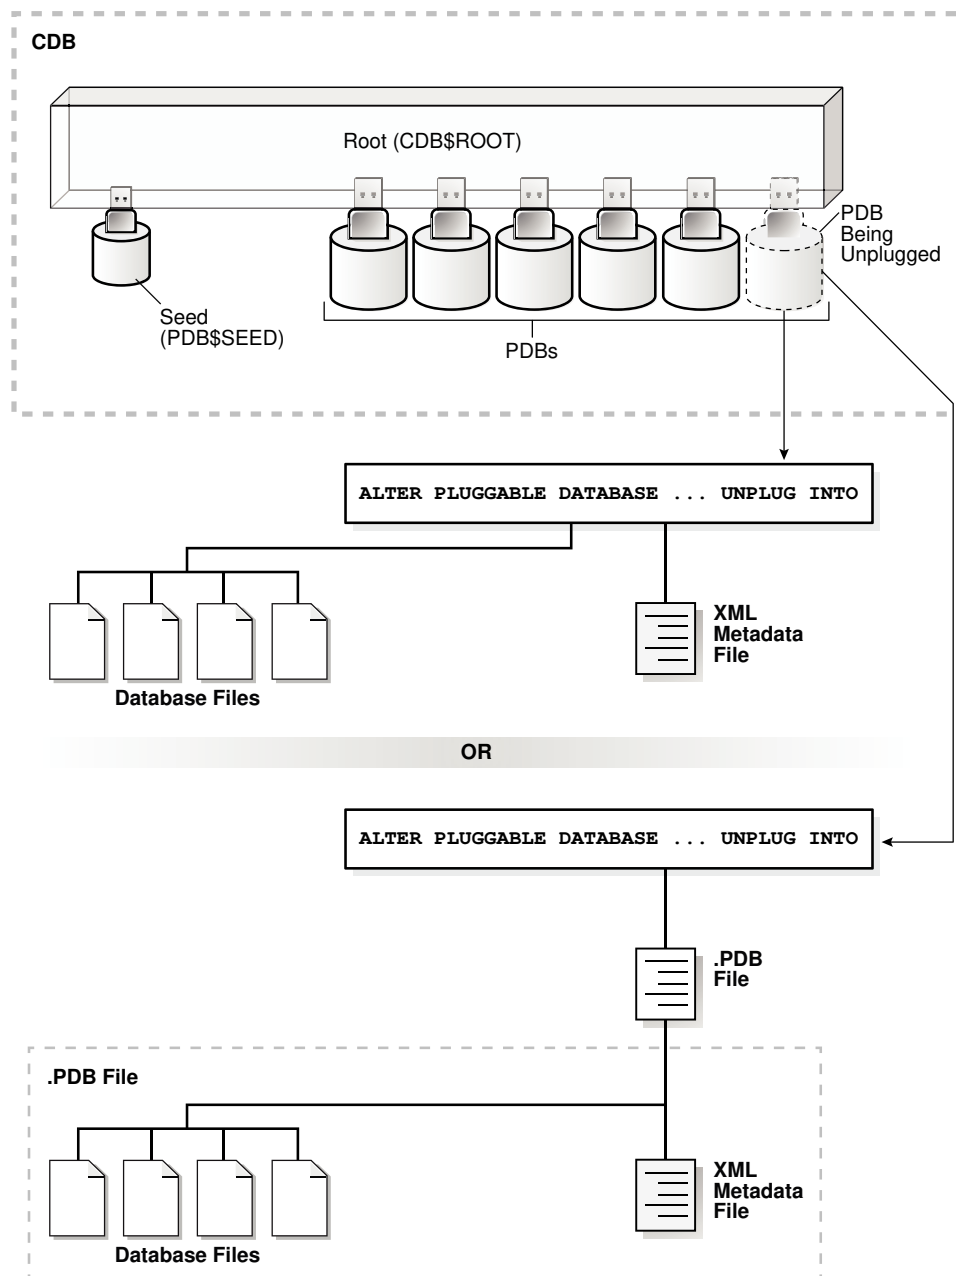 CDB
Root (CDB$ROOT)
PDB
Being
Unplugged
Seed
(PDB$SEED)
PDBs
ALTER PLUGGABLE DATABASE ... UNPLUG INTO
XML
Metadata
File
Database Files
OR
ALTER PLUGGABLE DATABASE ... UNPLUG INTO
.PDB
File
.PDB File
XML
Metadata
File
Database Files